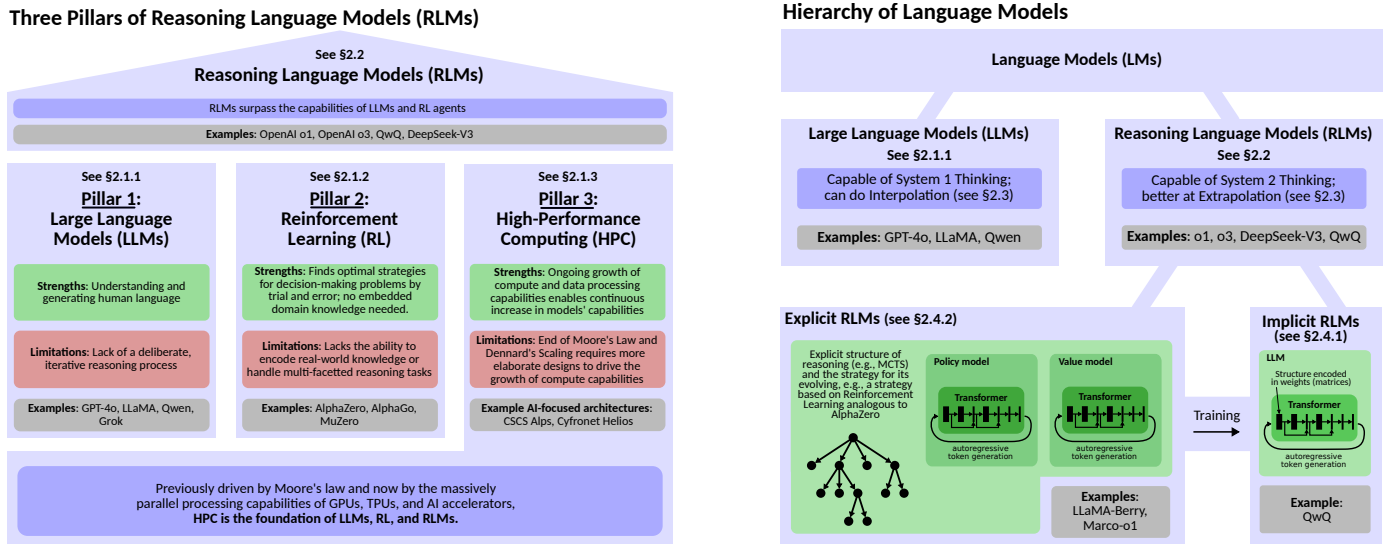 Three Pillars of Reasoning Language Models (RLMs)
See §2.2
Reasoning Language Models (RLMs)
RLMs surpass the capabilities of LLMs and RL agents
Examples: OpenAI o1, OpenAI o3, QwQ, DeepSeek-V3
See §2.1.1
Pillar 1:
Large Language
Models (LLMs)
Strengths: Understanding and
generating human language
Limitations: Lack of a deliberate,
iterative reasoning process
Examples: GPT-4o, LLaMA, Qwen,
Grok
See §2.1.2
Pillar 2:
Reinforcement
Learning (RL)
Strengths: Finds optimal strategies
for decision-making problems by
trial and error; no embedded
domain knowledge needed.
Limitations: Lacks the ability to
encode real-world knowledge or
handle multi-facetted reasoning tasks
Examples: AlphaZero, AlphaGo,
MuZero
See §2.1.3
Pillar 3:
High-Performance
Computing (HPC)
Strengths: Ongoing growth of
compute and data processing
capabilities enables continuous
increase in models' capabilities
Limitations: End of Moore's Law and
Dennard's Scaling requires more
elaborate designs to drive the
growth of compute capabilities
Example AI-focused architectures:
CSCS Alps, Cyfronet Helios
Previously driven by Moore's law and now by the massively
parallel processing capabilities of GPUs, TPUs, and AI accelerators,
HPC is the foundation of LLMs, RL, and RLMs.
Hierarchy of Language Models
Language Models (LMs)
Large Language Models (LLMs)
See §2.1.1
Capable of System 1 Thinking;
can do Interpolation (see §2.3)
Examples: GPT-4o, LLaMA, Qwen
Reasoning Language Models (RLMs)
See §2.2
Capable of System 2 Thinking;
better at Extrapolation (see §2.3)
Examples: o1, o3, DeepSeek-V3, QwQ
Explicit RLMs (see §2.4.2)
Explicit structure of
reasoning (e.g., MCTS)
and the strategy for its
evolving, e.g., a strategy
based on Reinforcement
Learning analogous to
AlphaZero
Policy model
Transformer
autoregressive
token generation
Value model
Transformer
autoregressive
token generation
Examples:
LLaMA-Berry,
Marco-o1
Training
Implicit RLMs
(see §2.4.1)
LLM
Structure encoded
in weights (matrices)
Transformer
autoregressive
token generation
Example:
QwQ